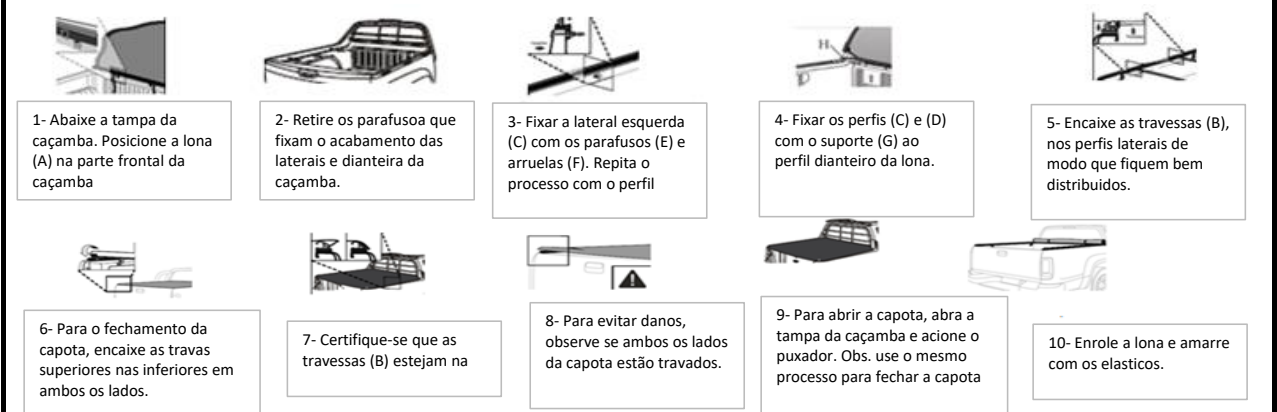 H
1- Abaixe a tampa da
caçamba. Posicione a lona
(A) na parte frontal da
caçamba
2- Retire os parafusoa que
fixam o acabamento das
laterais e dianteira da
caçamba.
3- Fixar a lateral esquerda
(C) com os parafusos (E) e
arruelas (F). Repita o
processo com o perfil
4- Fixar os perfis (C) e (D)
com o suporte (G) ao
perfil dianteiro da lona.
5- Encaixe as travessas (B),
nos perfis laterais de
modo que fiquem bem
distribuidos.
6- Para o fechamento da
capota, encaixe as travas
superiores nas inferiores em
ambos os lados.
7- Certifique-se que as
travessas (B) estejam na
8- Para evitar danos,
observe se ambos os lados
da capota estão travados.
9- Para abrir a capota, abra a
tampa da caçamba e acione o
puxador. Obs. use o mesmo
processo para fechar a capota
10- Enrole a lona e amarre
com os elasticos.